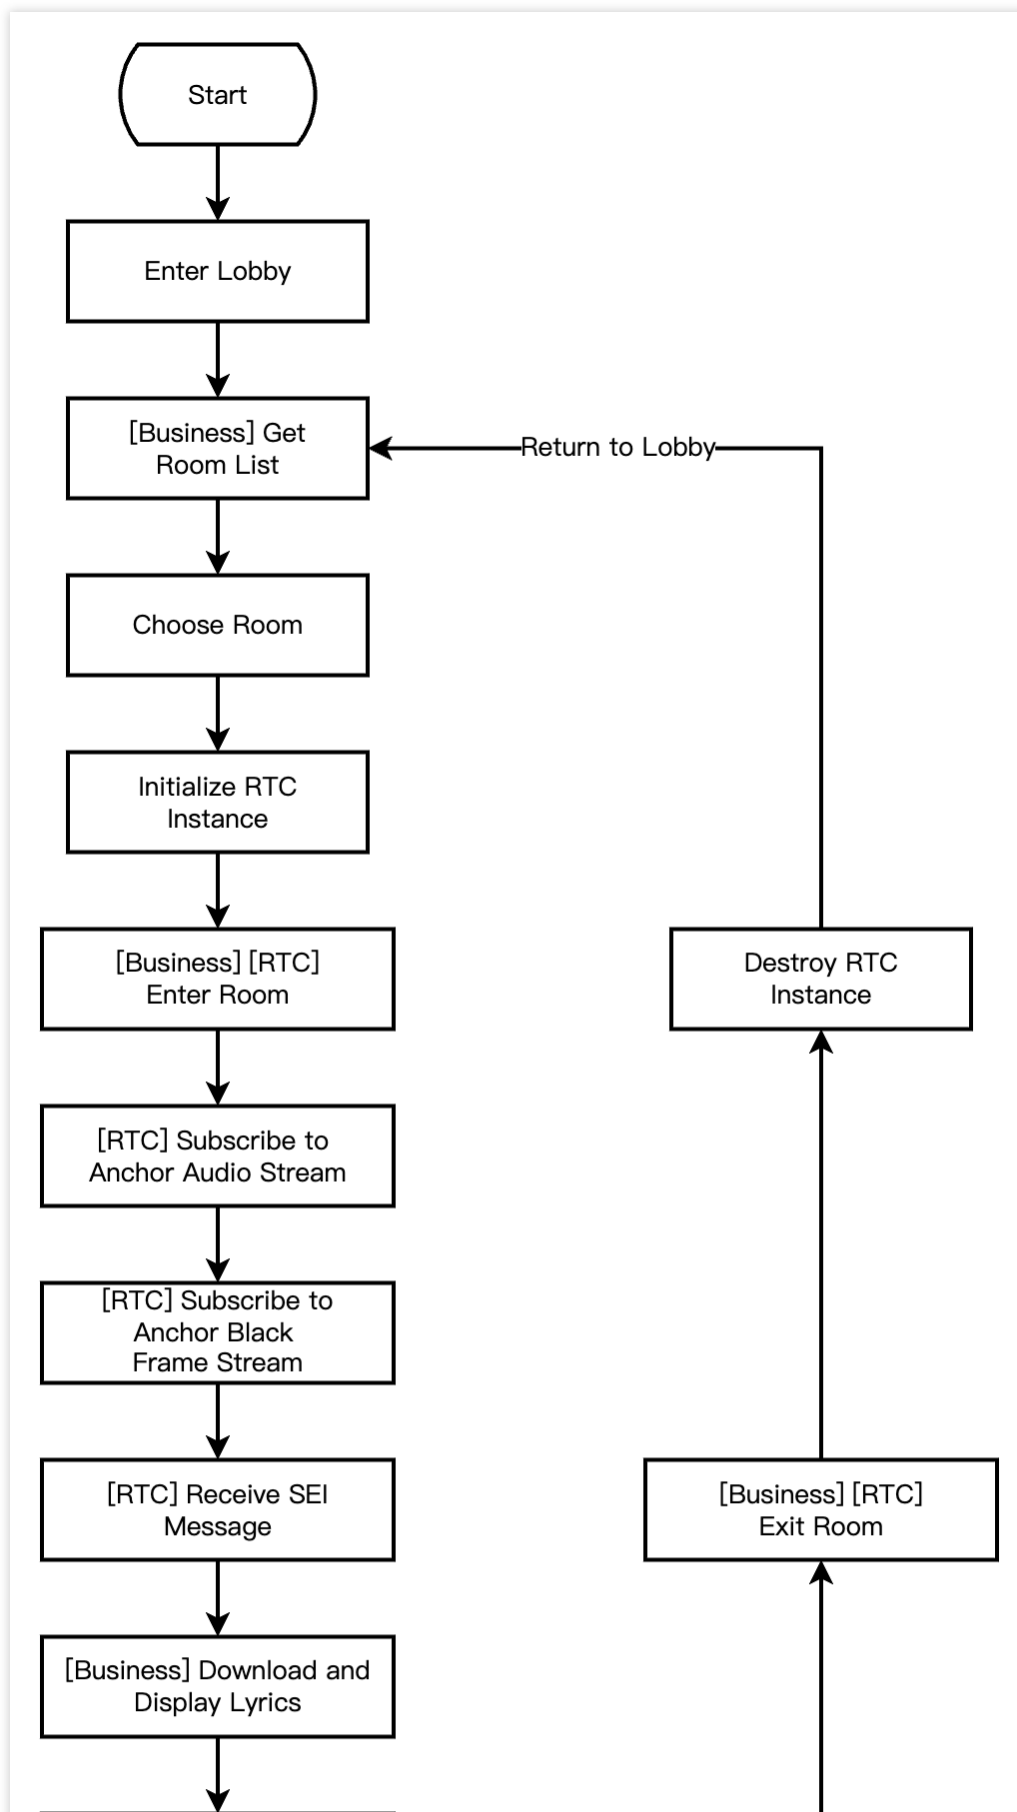 Start
Enter Lobby
[Business] Get
Room List
Return to Lobby
Choose Room
Initialize RTC
Instance
[Business] [RTC]
Enter Room
Destroy RTC
Instance
[RTC] Subscribe to
Anchor Audio Stream
[RTC] Subscribe to
Anchor Black
Frame Stream
[RTC] Receive SEI
Message
[Business] [RTC]
Exit Room
[Business] Download and
Display Lyrics